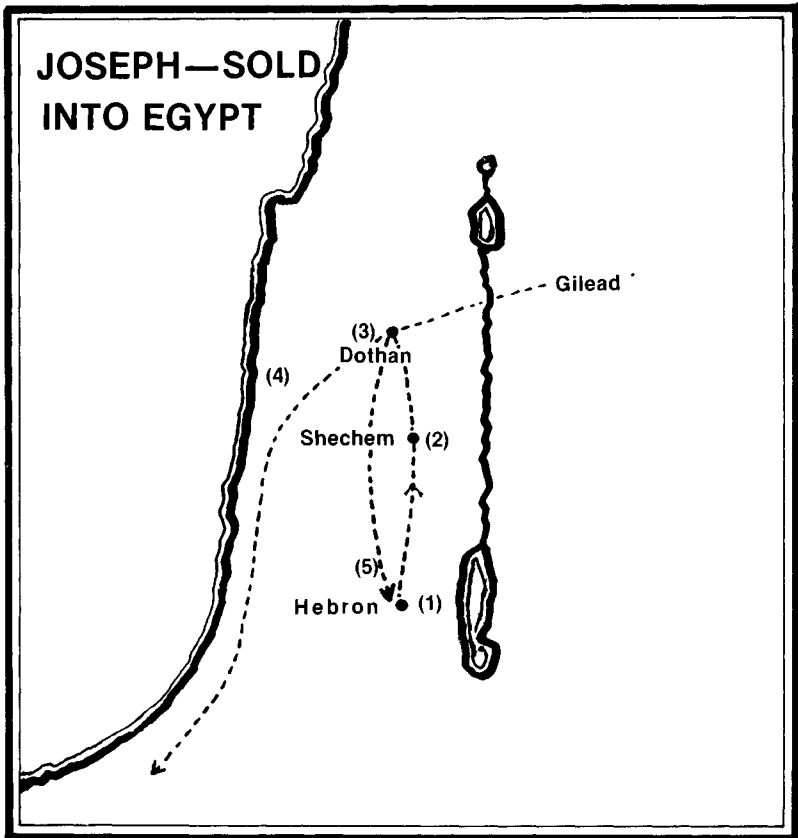 JOSEPH—SOLD
INTO EGYPT
Gilead
(3)
Dothan
(4)
Shechem (2)
(5)
Hebron (1)